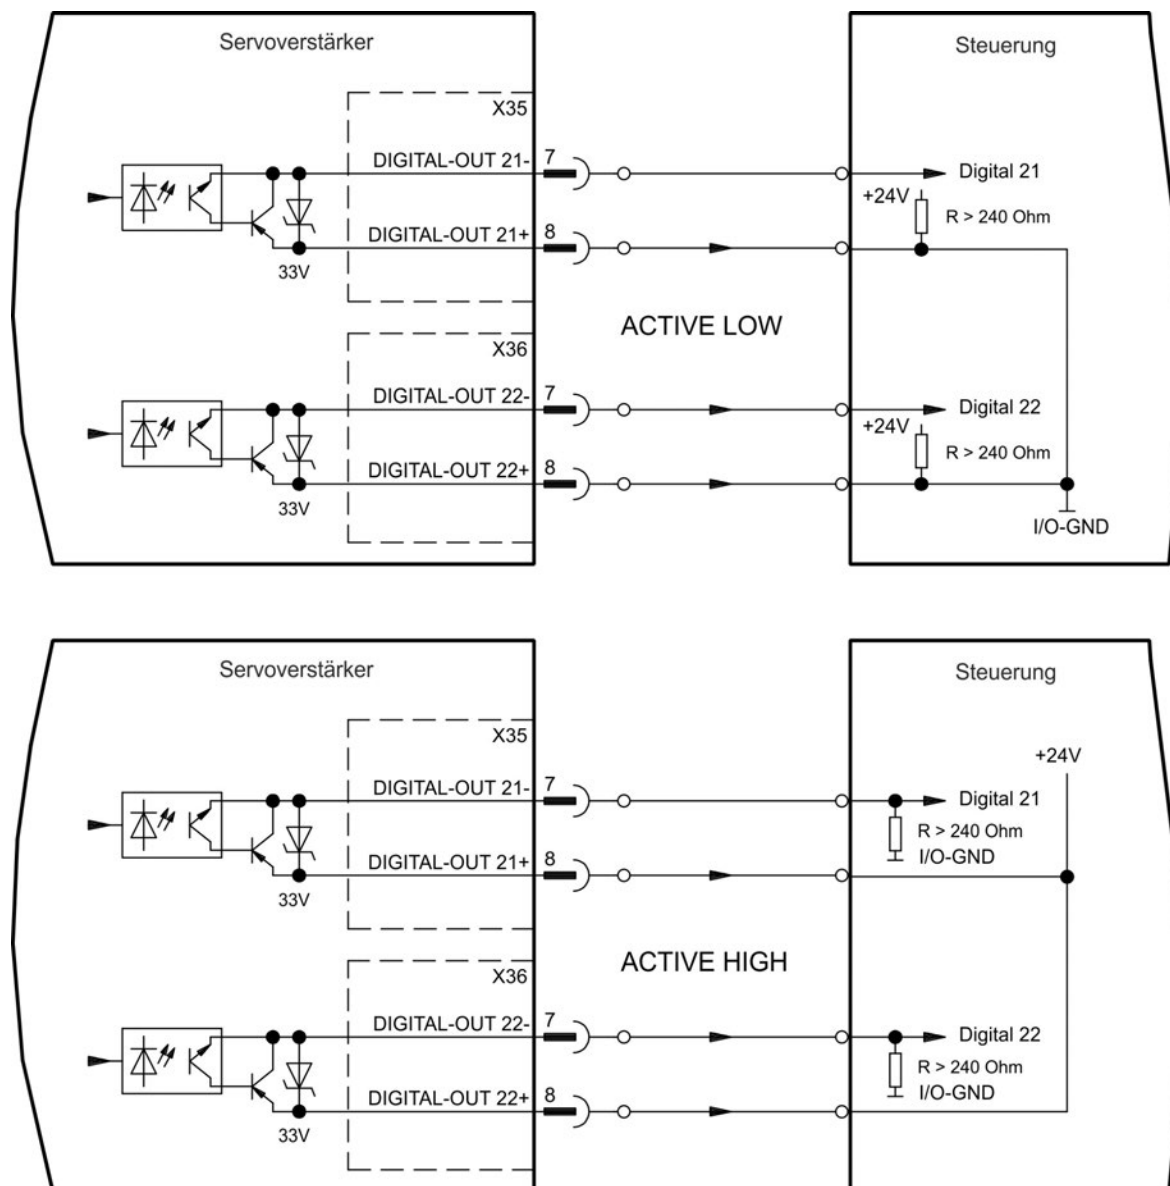 Servoverstärker
Steuerung
X35
DIGITAL-OUT 21-
7
Digital 21
+24V
R > 240 Ohm
DIGITAL-OUT 21+
8
33V
ACTIVE LOW
X36
DIGITAL-OUT 22-
7
Digital 22
+24V
R > 240 Ohm
DIGITAL-OUT 22+
8
33V
I/O-GND
Servoverstärker
Steuerung
X35
+24V
DIGITAL-OUT 21-
7
Digital 21
R > 240 Ohm
I/O-GND
DIGITAL-OUT 21+
8
33V
ACTIVE HIGH
X36
DIGITAL-OUT 22-
7
Digital 22
R > 240 Ohm
I/O-GND
DIGITAL-OUT 22+
8
33V